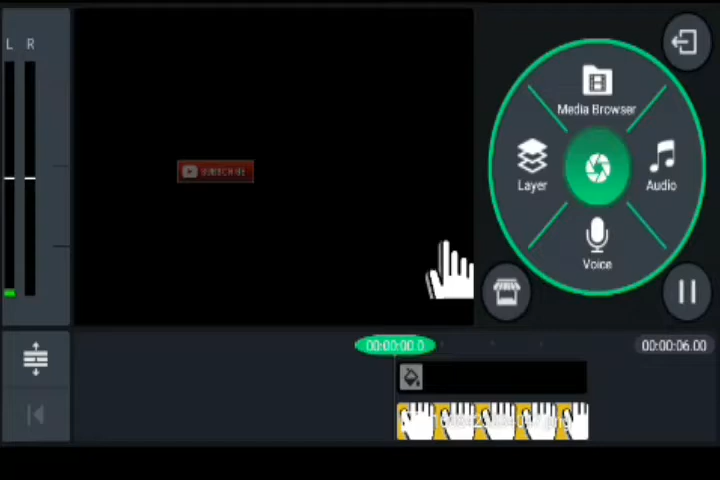 L R
SUBSCRIBE
Media Browser
Layer
Audio
Voice
00:00:00.0
00:00:06.00